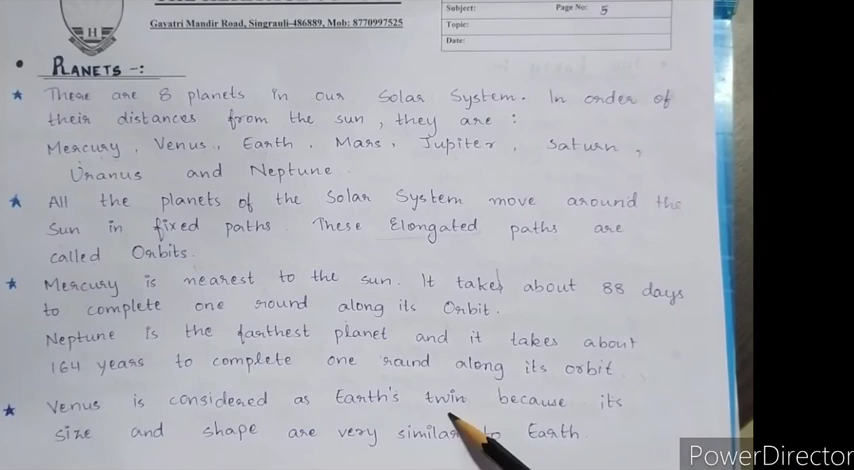 H
Gayatri Mandir Road, Singrauli-486889, Mob: 8770997525
Subject:
Page No: 5
Topic:
Date:
• PLANETS -:
★ There are 8 planets in our Solar System. In order of
their distances from the sun, they are :
Mercury, Venus, Earth, Mars, Jupiter, Saturn,
Uranus and Neptune.
★ All the planets of the Solar System move around the
Sun in fixed paths. These Elongated paths are
called Orbits.
★ Mercury is nearest to the sun. It takes about 88 days
to complete one round along its Orbit.
Neptune is the farthest planet and it takes about
164 years to complete one round along its orbit.
★ Venus is considered as Earth's twin because its
size and shape are very similar to Earth.
PowerDirector